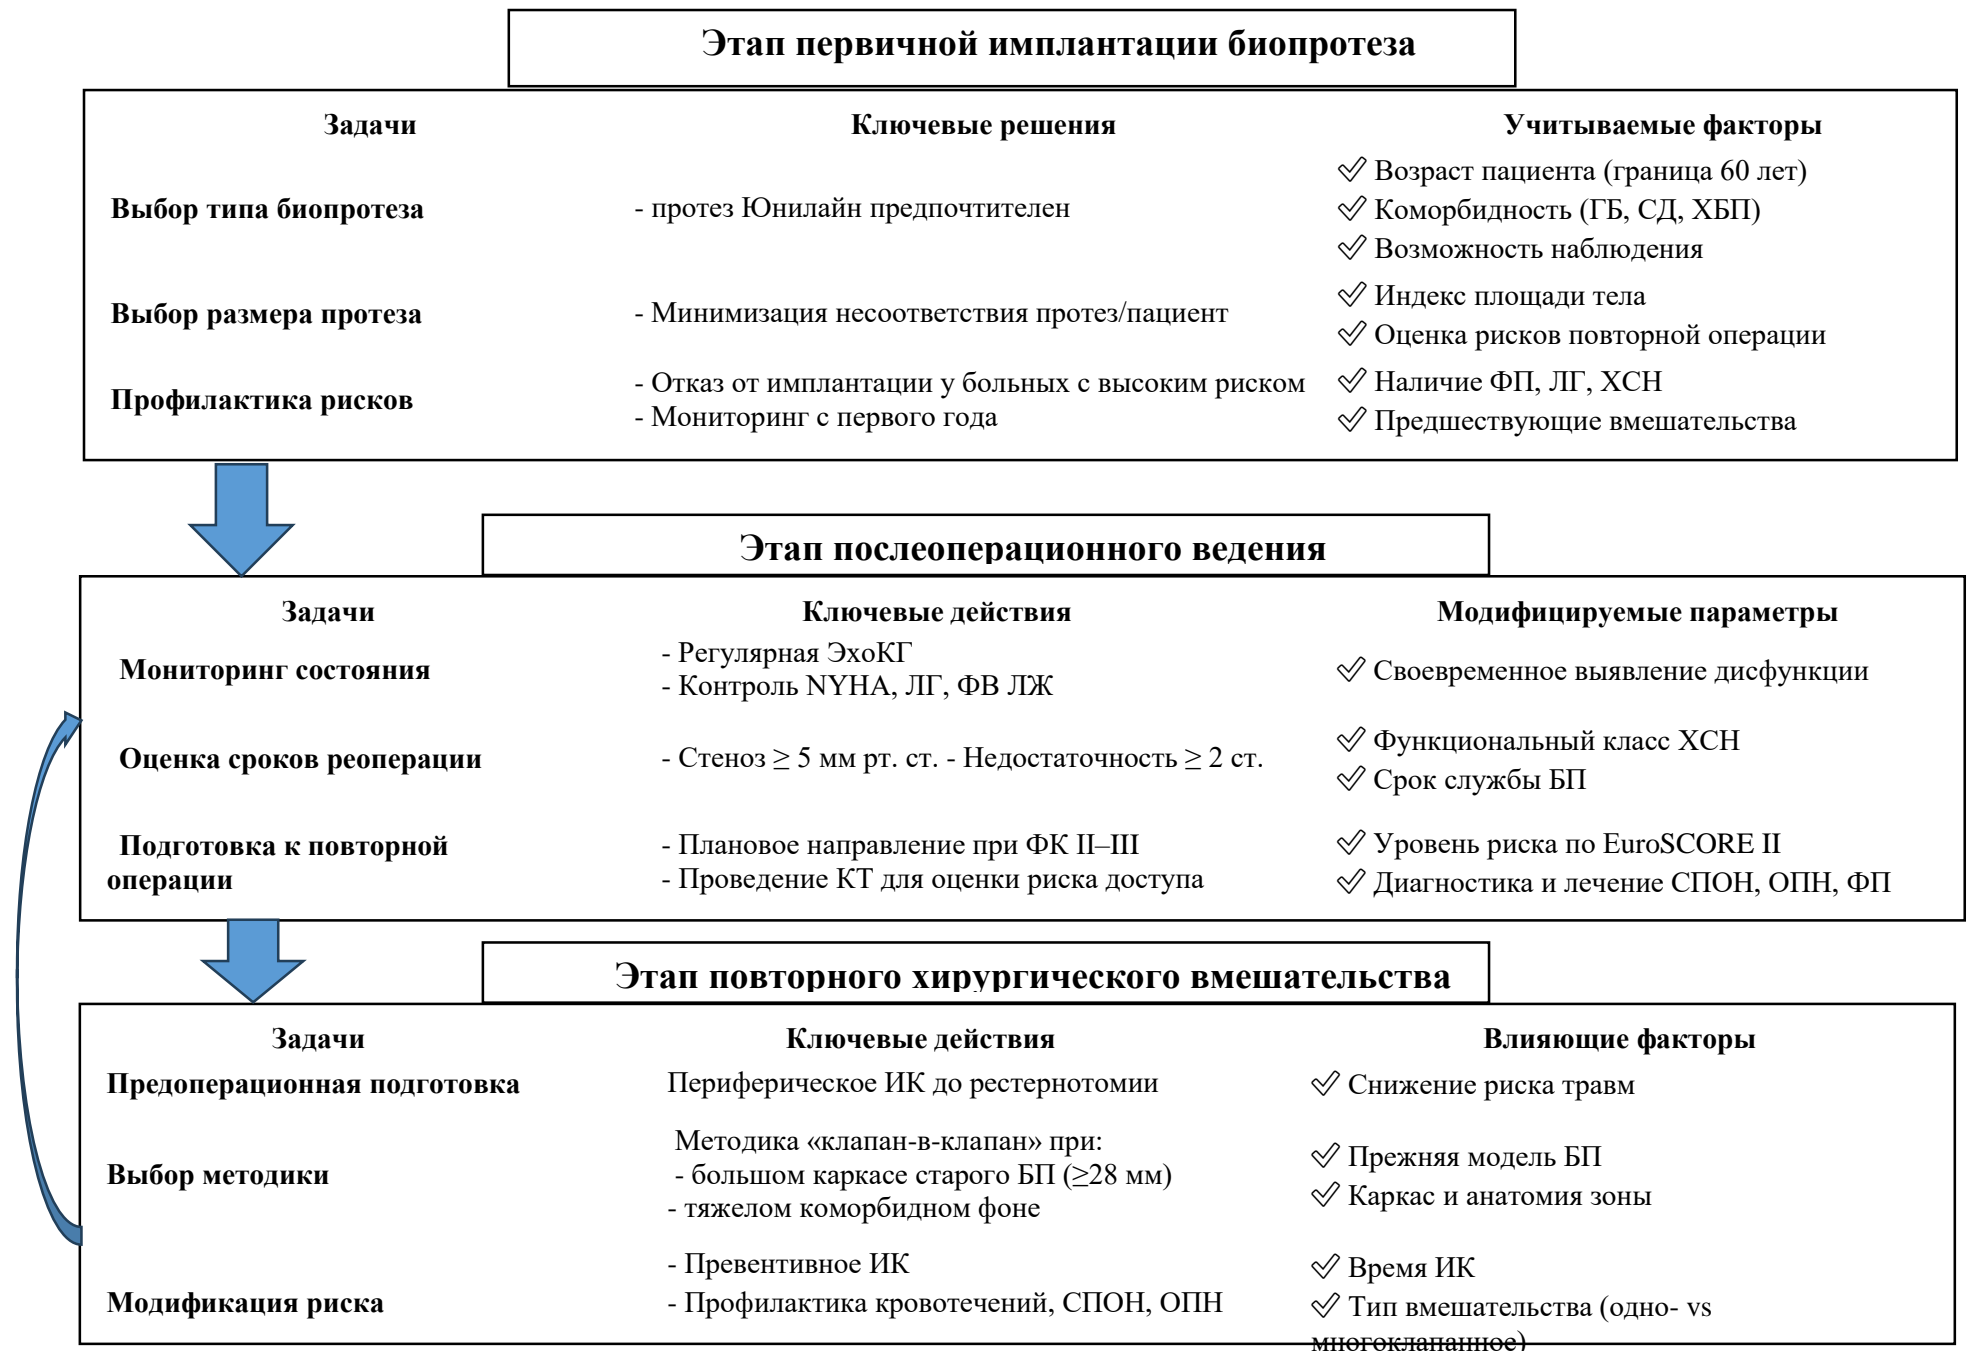 Этап первичной имплантации биопротеза
Задачи
Ключевые решения
Учитываемые факторы
Выбор типа биопротеза
- протез Юнилайн предпочтителен
✓ Возраст пациента (граница 60 лет)
✓ Коморбидность (ГБ, СД, ХБП)
✓ Возможность наблюдения
Выбор размера протеза
- Минимизация несоответствия протез/пациент
✓ Индекс площади тела
✓ Оценка рисков повторной операции
Профилактика рисков
- Отказ от имплантации у больных с высоким риском
- Мониторинг с первого года
✓ Наличие ФП, ЛГ, ХСН
✓ Предшествующие вмешательства
Этап послеоперационного ведения
Задачи
Ключевые действия
Модифицируемые параметры
Мониторинг состояния
- Регулярная ЭхоКГ
- Контроль NYHA, ЛГ, ФВ ЛЖ
✓ Своевременное выявление дисфункции
Оценка сроков реоперации
- Стеноз ≥ 5 мм рт. ст. - Недостаточность ≥ 2 ст.
✓ Функциональный класс ХСН
✓ Срок службы БП
Подготовка к повторной
операции
- Плановое направление при ФК II–III
- Проведение КТ для оценки риска доступа
✓ Уровень риска по EuroSCORE II
✓ Диагностика и лечение СПОН, ОПН, ФП
Этап повторного хирургического вмешательства
Задачи
Ключевые действия
Влияющие факторы
Предоперационная подготовка
Периферическое ИК до рестернотомии
✓ Снижение риска травм
Выбор методики
Методика «клапан-в-клапан» при:
- большом каркасе старого БП (≥28 мм)
- тяжелом коморбидном фоне
✓ Прежняя модель БП
✓ Каркас и анатомия зоны
Модификация риска
- Превентивное ИК
- Профилактика кровотечений, СПОН, ОПН
✓ Время ИК
✓ Тип вмешательства (одно- vs
многоклапанное)